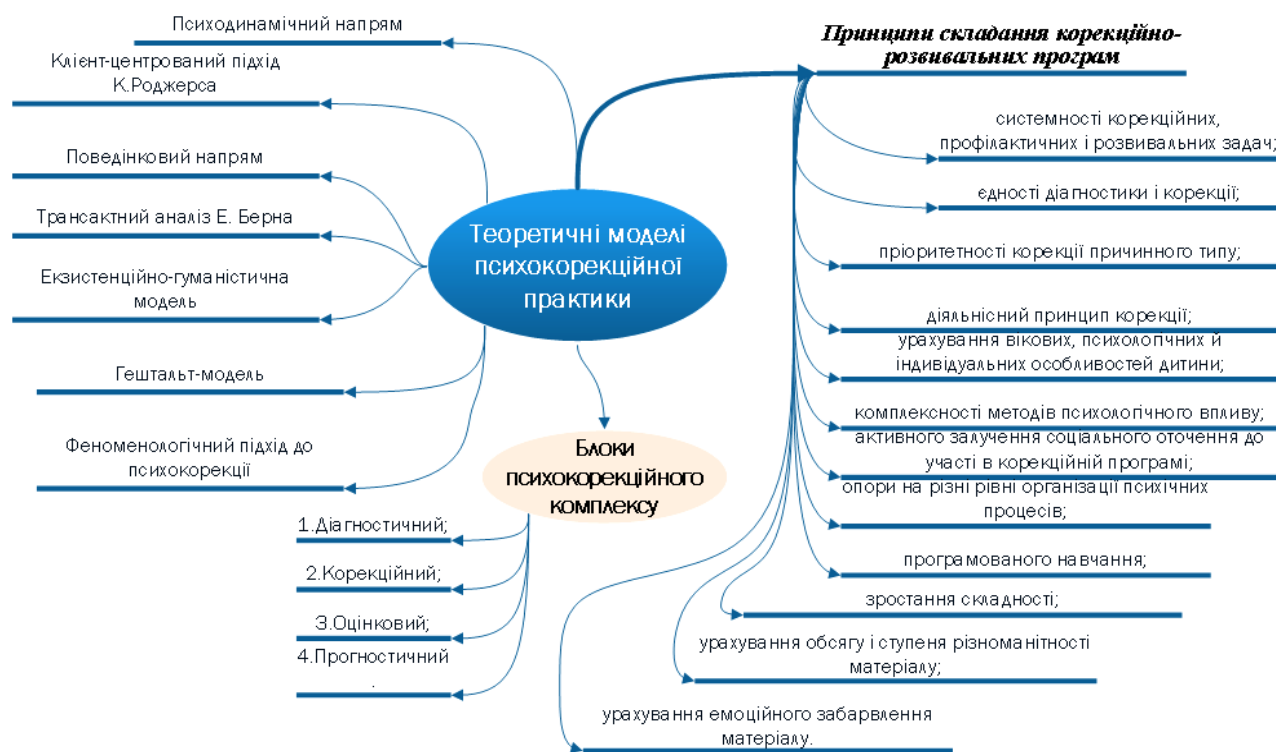 Психодинамічний напрям
Клієнт-центрований підхід
К.Роджерса
Поведінковий напрям
Трансактний аналіз Е. Берна
Екзистенційно-гуманістична
модель
Гештальт-модель
Феноменологічний підхід до
психокорекції
Теоретичні моделі
психокорекційної
практики
Блоки
психокорекційного
комплексу
1.Діагностичний;
2.Корекційний;
3.Оцінковий;
4.Прогностичний
.
Принципи складання корекційно-
розвивальних програм
системності корекційних,
профілактичних і розвивальних задач;
єдності діагностики і корекції;
пріоритетності корекції причинного типу;
діяльнісний принцип корекції;
урахування вікових, психологічних й
індивідуальних особливостей дитини;
комплексності методів психологічного впливу;
активного залучення соціального оточення до
участі в корекційній програмі;
опори на різні рівні організації психічних
процесів;
програмованого навчання;
зростання складності;
урахування обсягу і ступеня різноманітності
матеріалу;
урахування емоційного забарвлення
матеріалу.